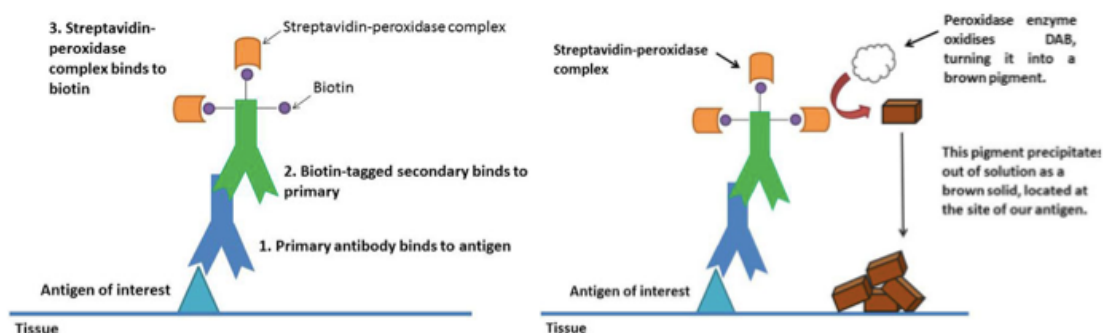 3. Streptavidin-
peroxidase
complex binds to
biotin
Streptavidin-peroxidase complex
Biotin
2. Biotin-tagged secondary binds to
primary
1. Primary antibody binds to antigen
Antigen of interest
Tissue
Streptavidin-peroxidase
complex
Peroxidase enzyme
oxidises DAB,
turning it into a
brown pigment.
This pigment precipitates
out of solution as a
brown solid, located at
the site of our antigen.
Antigen of interest
Tissue